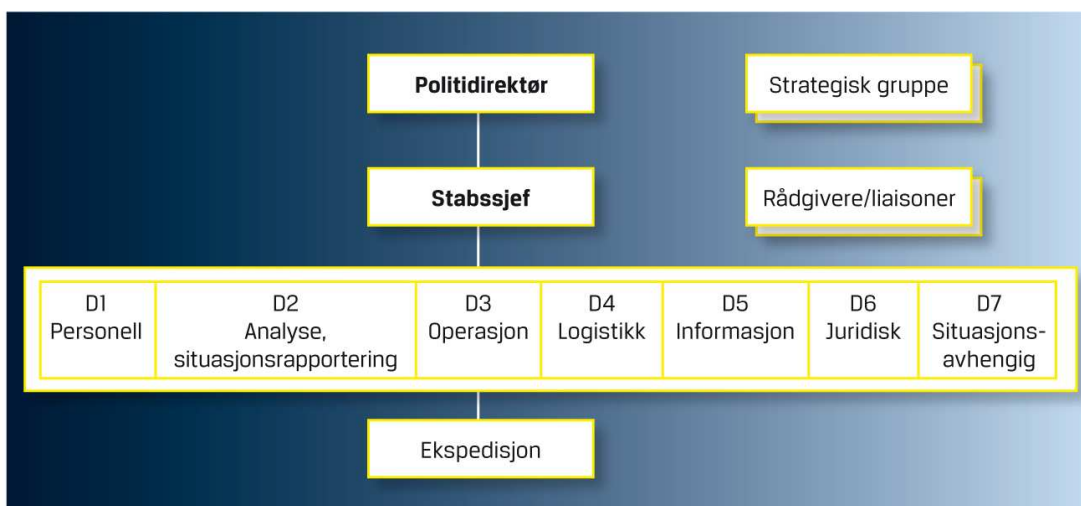 Politidirektør
Strategisk gruppe
Stabssjef
Rådgivere/liaisoner
D1
Personell
D2
Analyse,
situasjonsrapportering
D3
Operasjon
D4
Logistikk
D5
Informasjon
D6
Juridisk
D7
Situasjons-
avhengig
Ekspedisjon